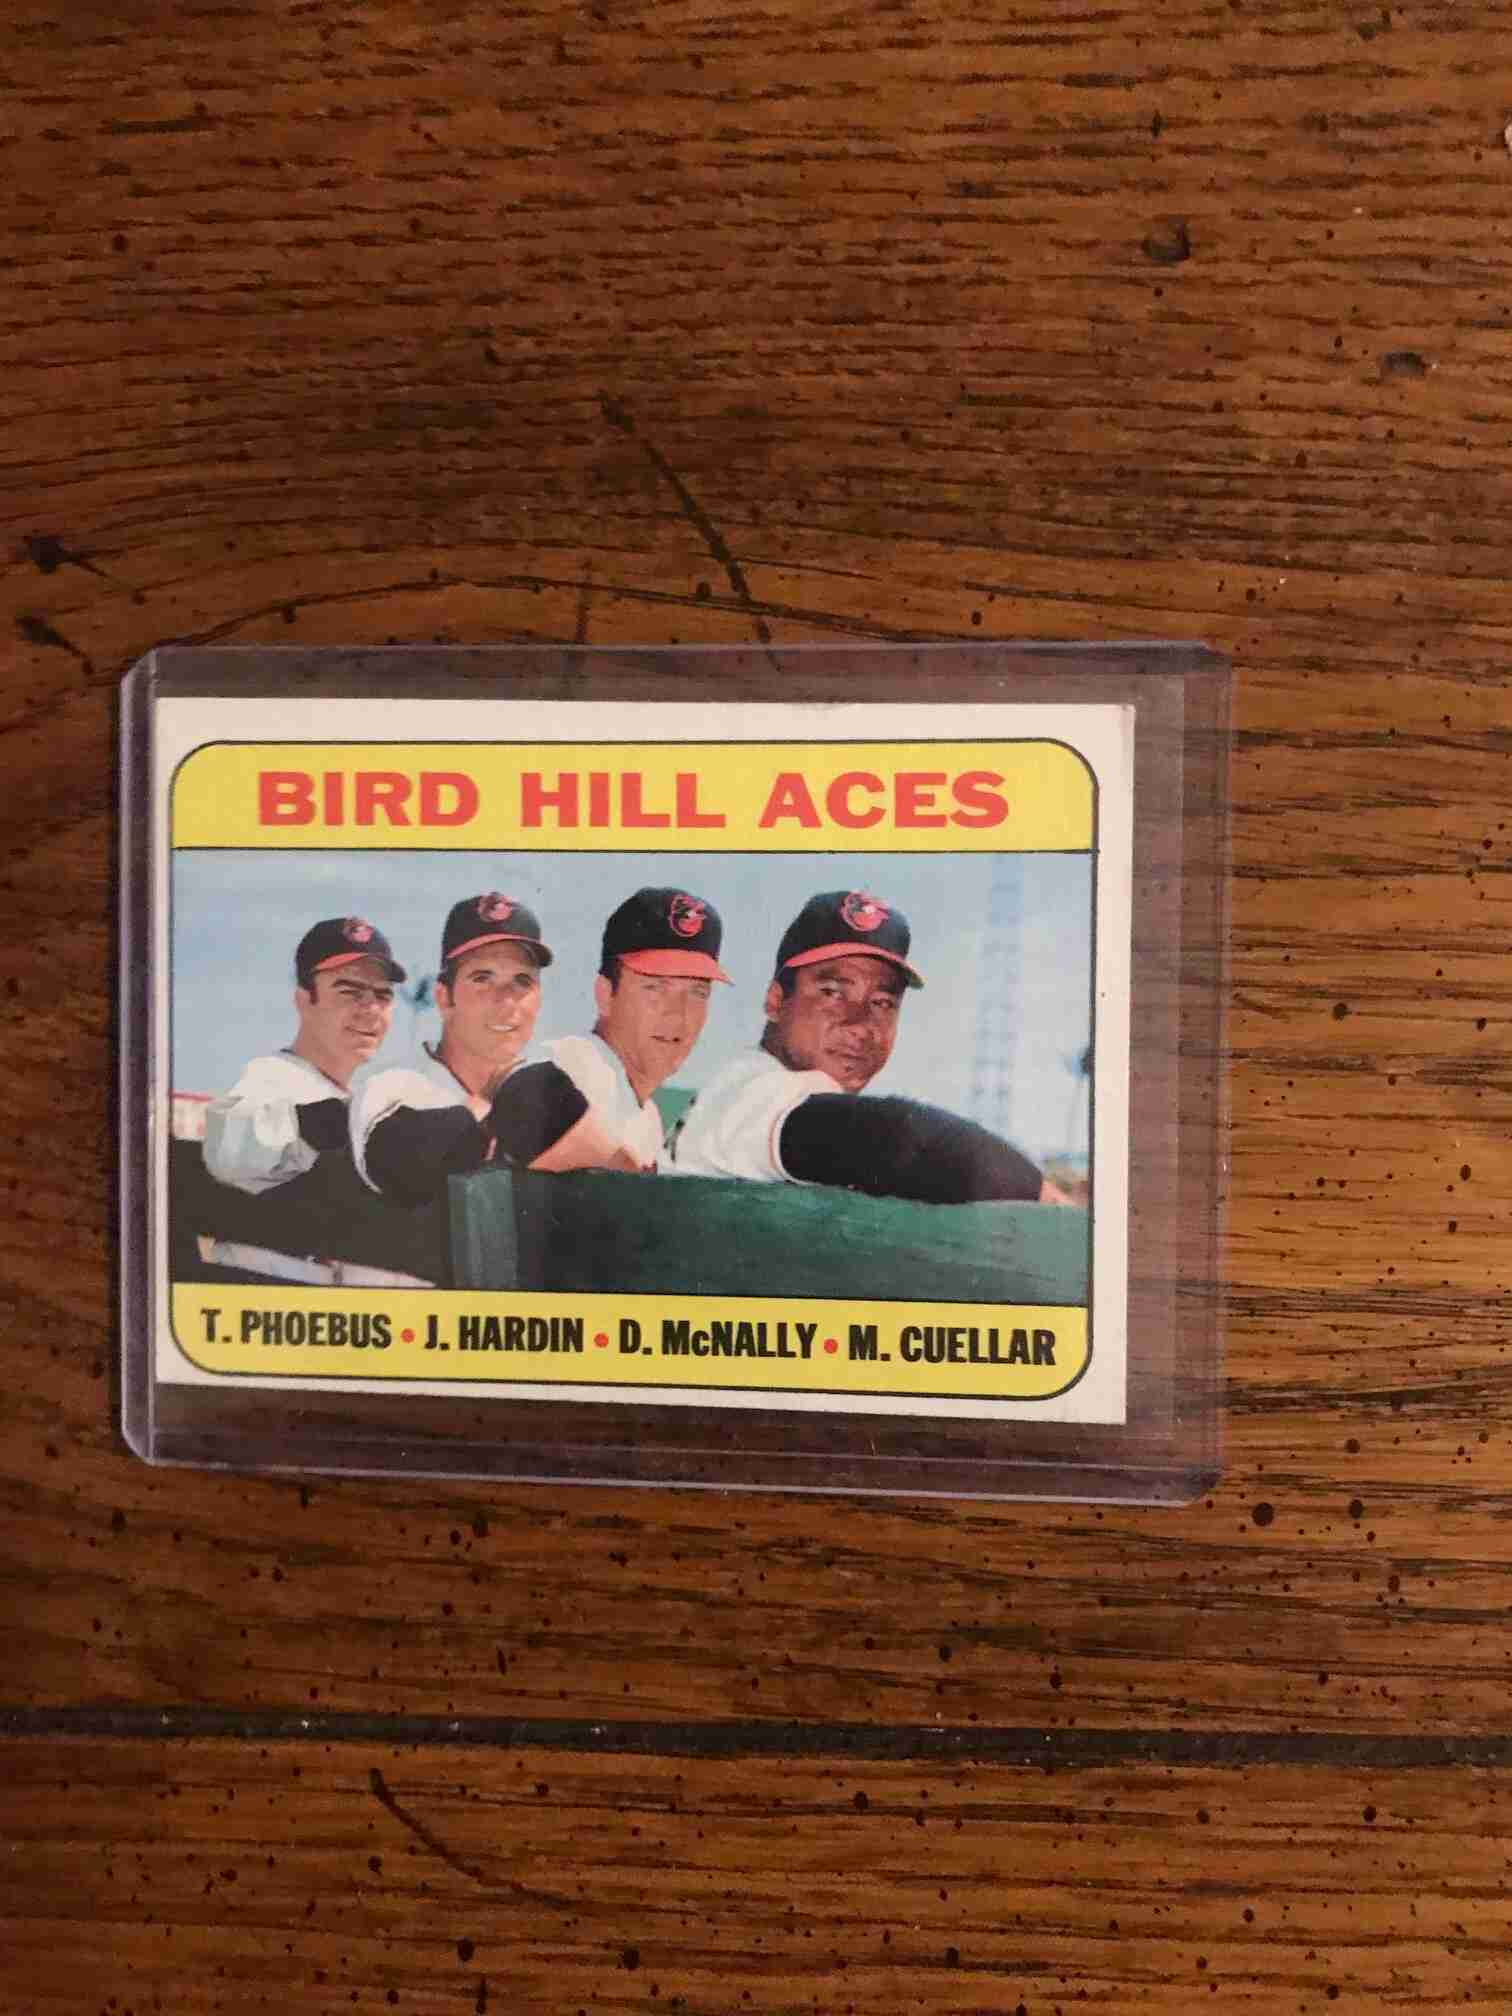 BIRD HILL ACES
T. PHOEBUS • J. HARDIN • D. McNALLY • M. CUELLAR